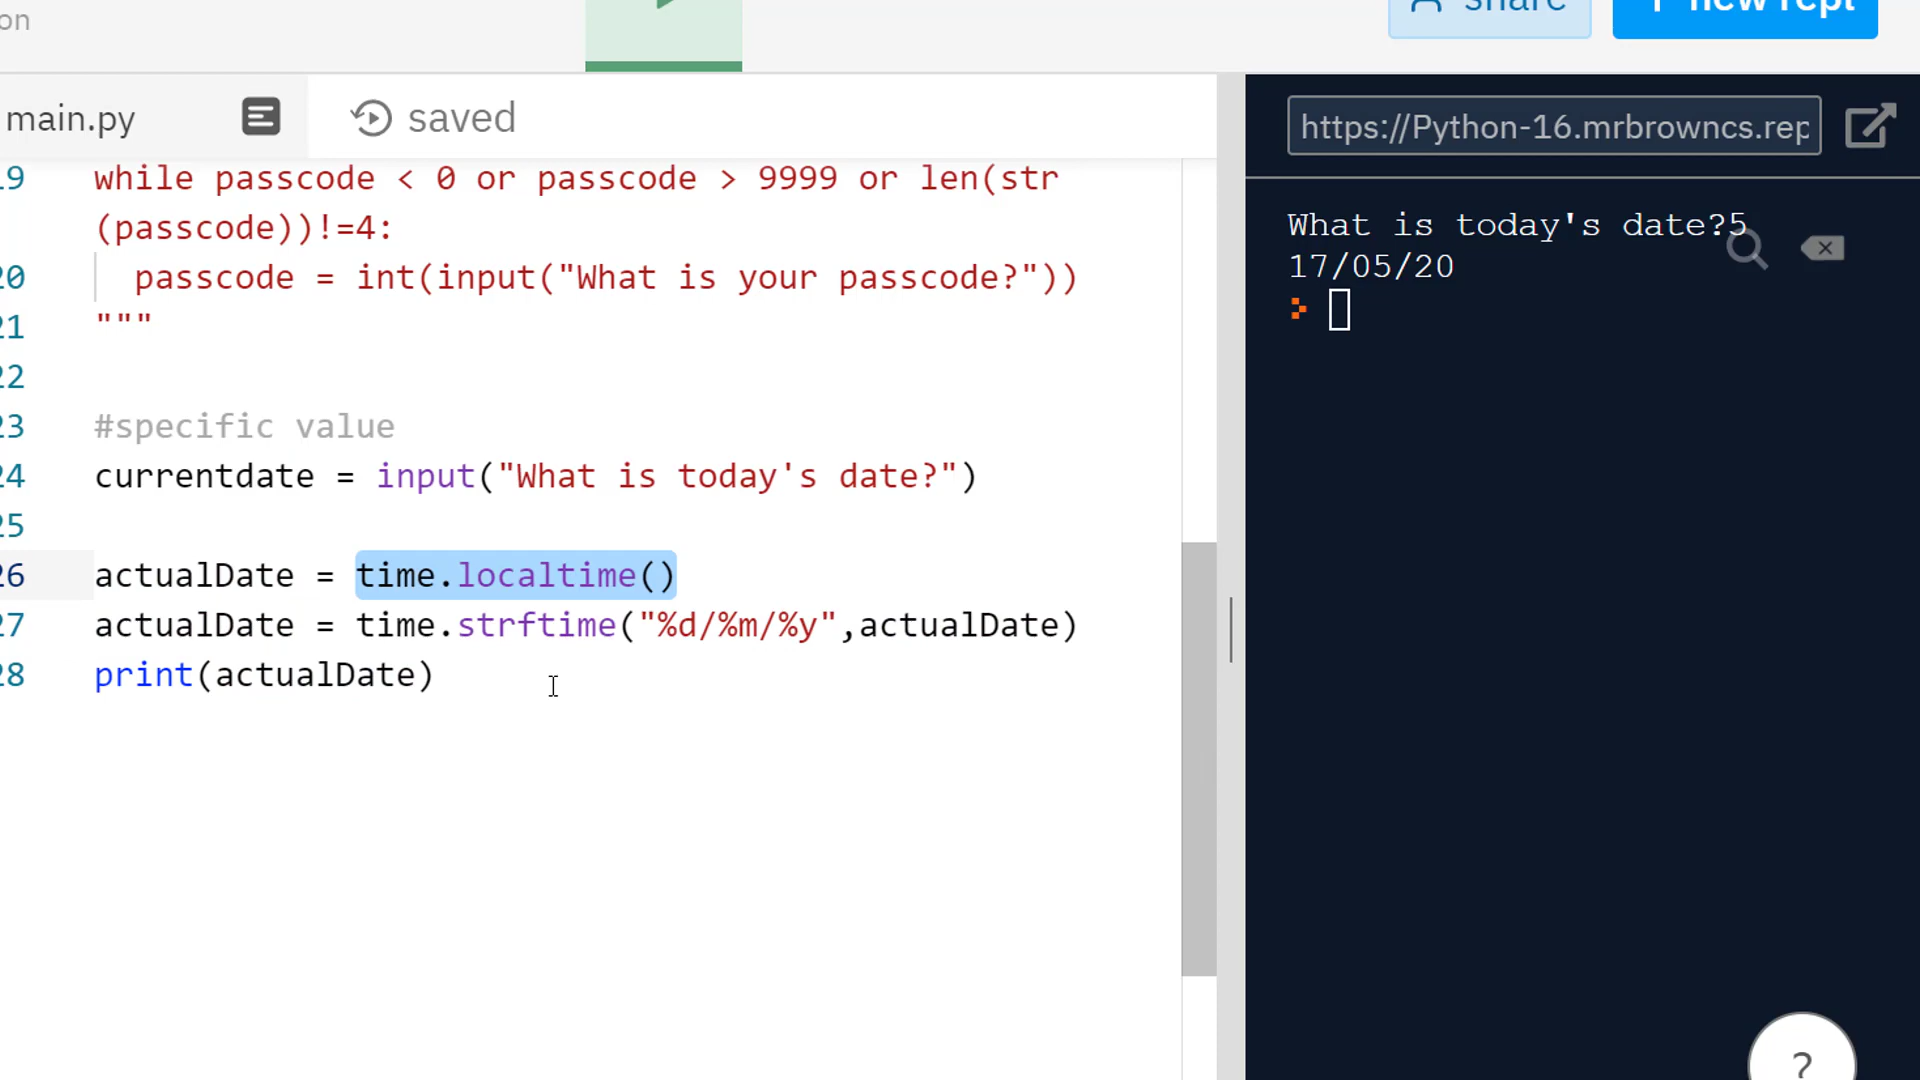 on
share
+ new repl
main.py
saved
https://Python-16.mrbrowncs.rep
19 while passcode < 0 or passcode > 9999 or len(str
(passcode))!=4:
20 passcode = int(input("What is your passcode?"))
21 """
22
23 #specific value
24 currentdate = input("What is today's date?")
25
26 actualDate = time.localtime()
27 actualDate = time.strftime("%d/%m/%y",actualDate)
28 print(actualDate)
What is today's date?5
17/05/20
?